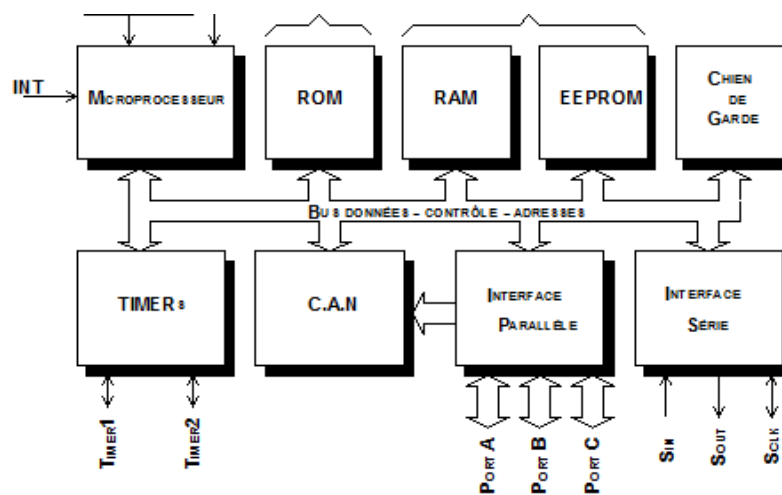 INT
MICROPROCESSEUR
ROM
RAM
EEPROM
CHIEN
DE
GARDE
BUS DONNÉES - CONTRÔLE - ADRESSES
TIMERS
C.A.N
INTERFACE
PARALLÈLE
INTERFACE
SÉRIE
TIMER1
TIMER2
PORT A
PORT B
PORT C
SIN
SOUT
SCLK